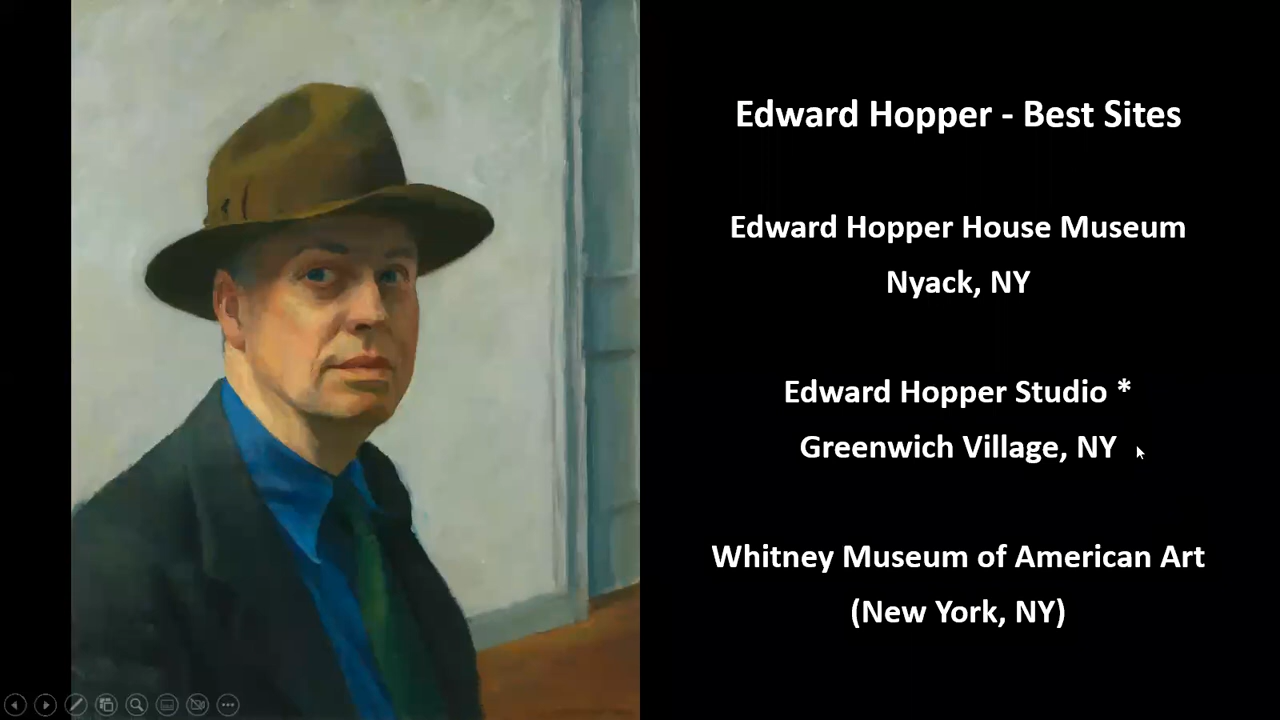 Edward Hopper - Best Sites
Edward Hopper House Museum
Nyack, NY
Edward Hopper Studio *
Greenwich Village, NY
Whitney Museum of American Art
(New York, NY)